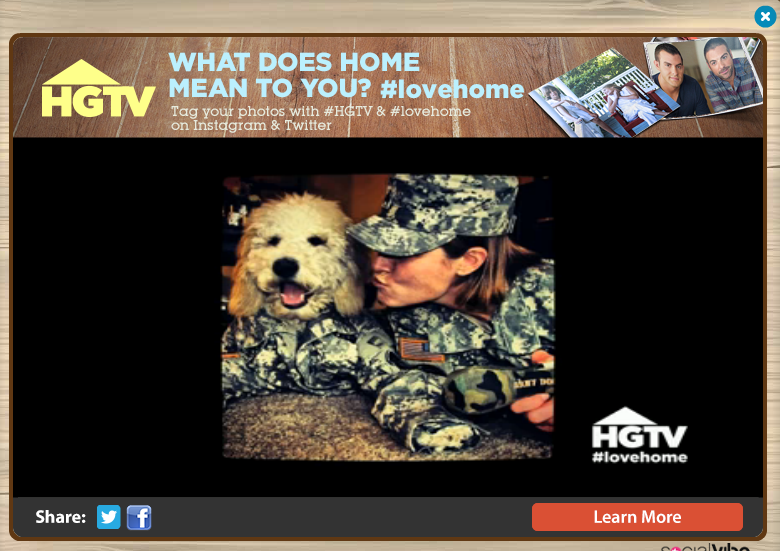 HGTV
WHAT DOES HOME
MEAN TO YOU? #lovehome
Tag your photos with #HGTV & #lovehome
on Instagram & Twitter
HGTV
#lovehome
Share:
Learn More